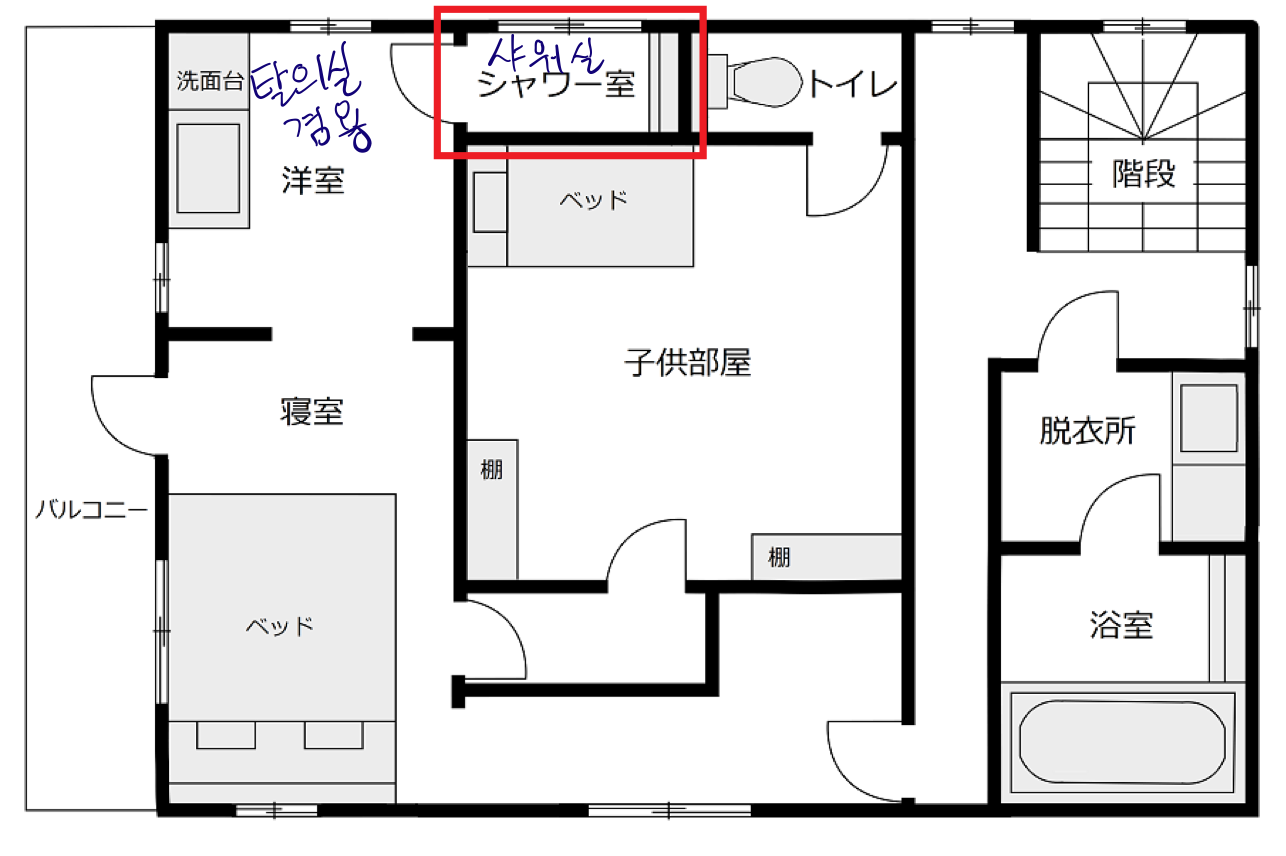 洗面台
탈의실
겸용
샤워실
シャワー室
トイレ
洋室
ベッド
階段
子供部屋
寝室
脱衣所
棚
バルコニー
棚
ベッド
浴室